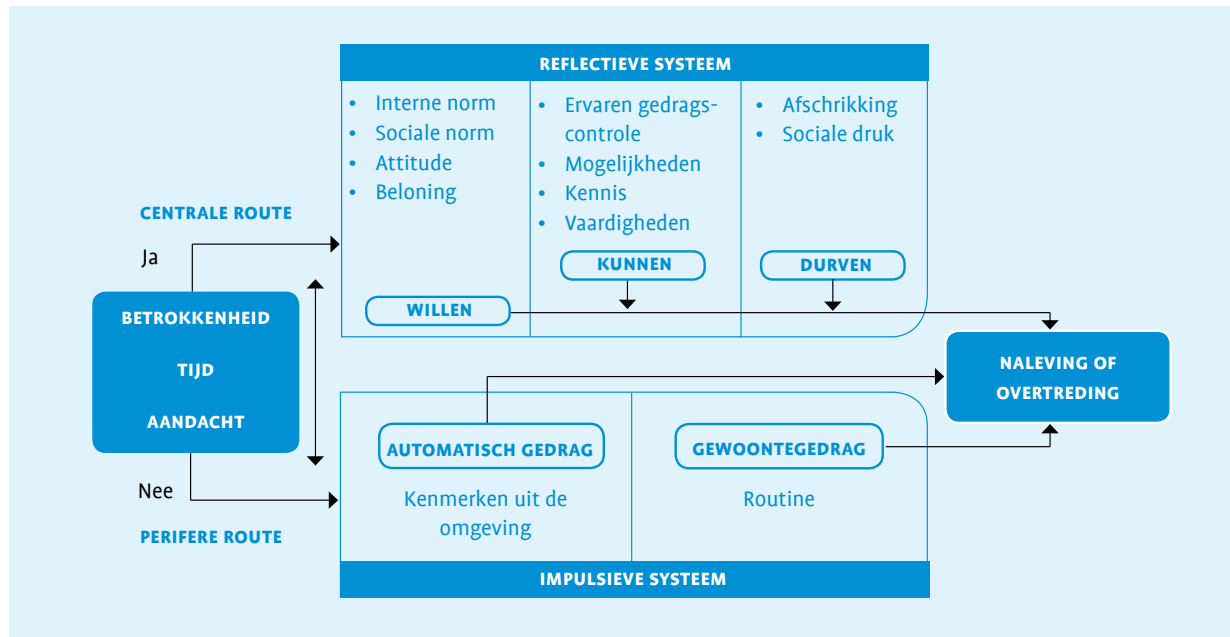 REFLECTIEVE SYSTEEM
• Interne norm
• Sociale norm
• Attitude
• Beloning
WILLEN
• Ervaren gedrags-
controle
• Mogelijkheden
• Kennis
• Vaardigheden
KUNNEN
• Afschrikking
• Sociale druk
DURVEN
CENTRALE ROUTE
Ja
BETROKKENHEID
TIJD
AANDACHT
Nee
PERIFERE ROUTE
NALEVING OF
OVERTREDING
AUTOMATISCH GEDRAG
Kenmerken uit de
omgeving
GEWOONTEGEDRAG
Routine
IMPULSIEVE SYSTEEM